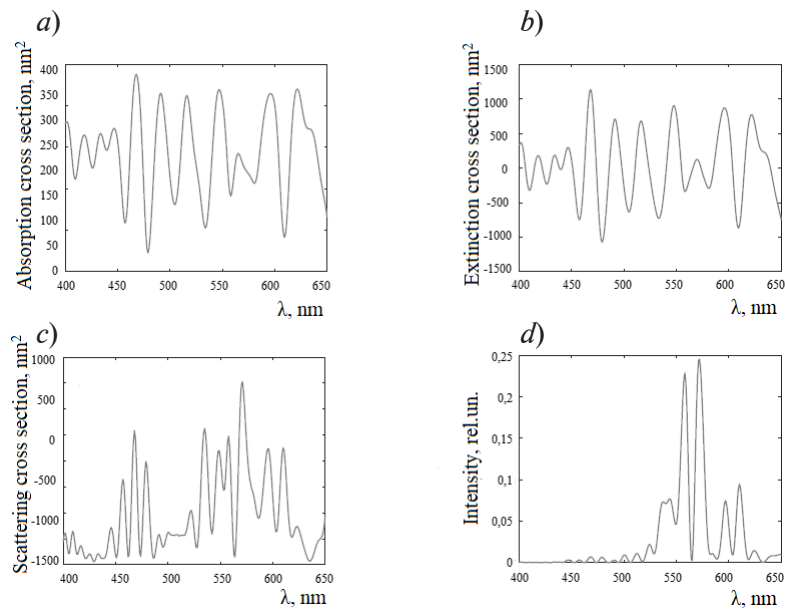 a)
Absorption cross section, nm²
400
350
300
250
200
150
200
150
100
50
0
400 450 500 550 600 650
λ, nm
b)
Extinction cross section, nm²
1500
1000
500
0
-500
-1000
-1500
400 450 500 550 600 650
λ, nm
c)
Scattering cross section, nm²
1000
500
0
-500
-1000
-1500
400 450 500 550 600 650
λ, nm
d)
Intensity, rel.un.
0,25
0,2
0,15
0,1
0,05
0
400 450 500 550 600 650
λ, nm